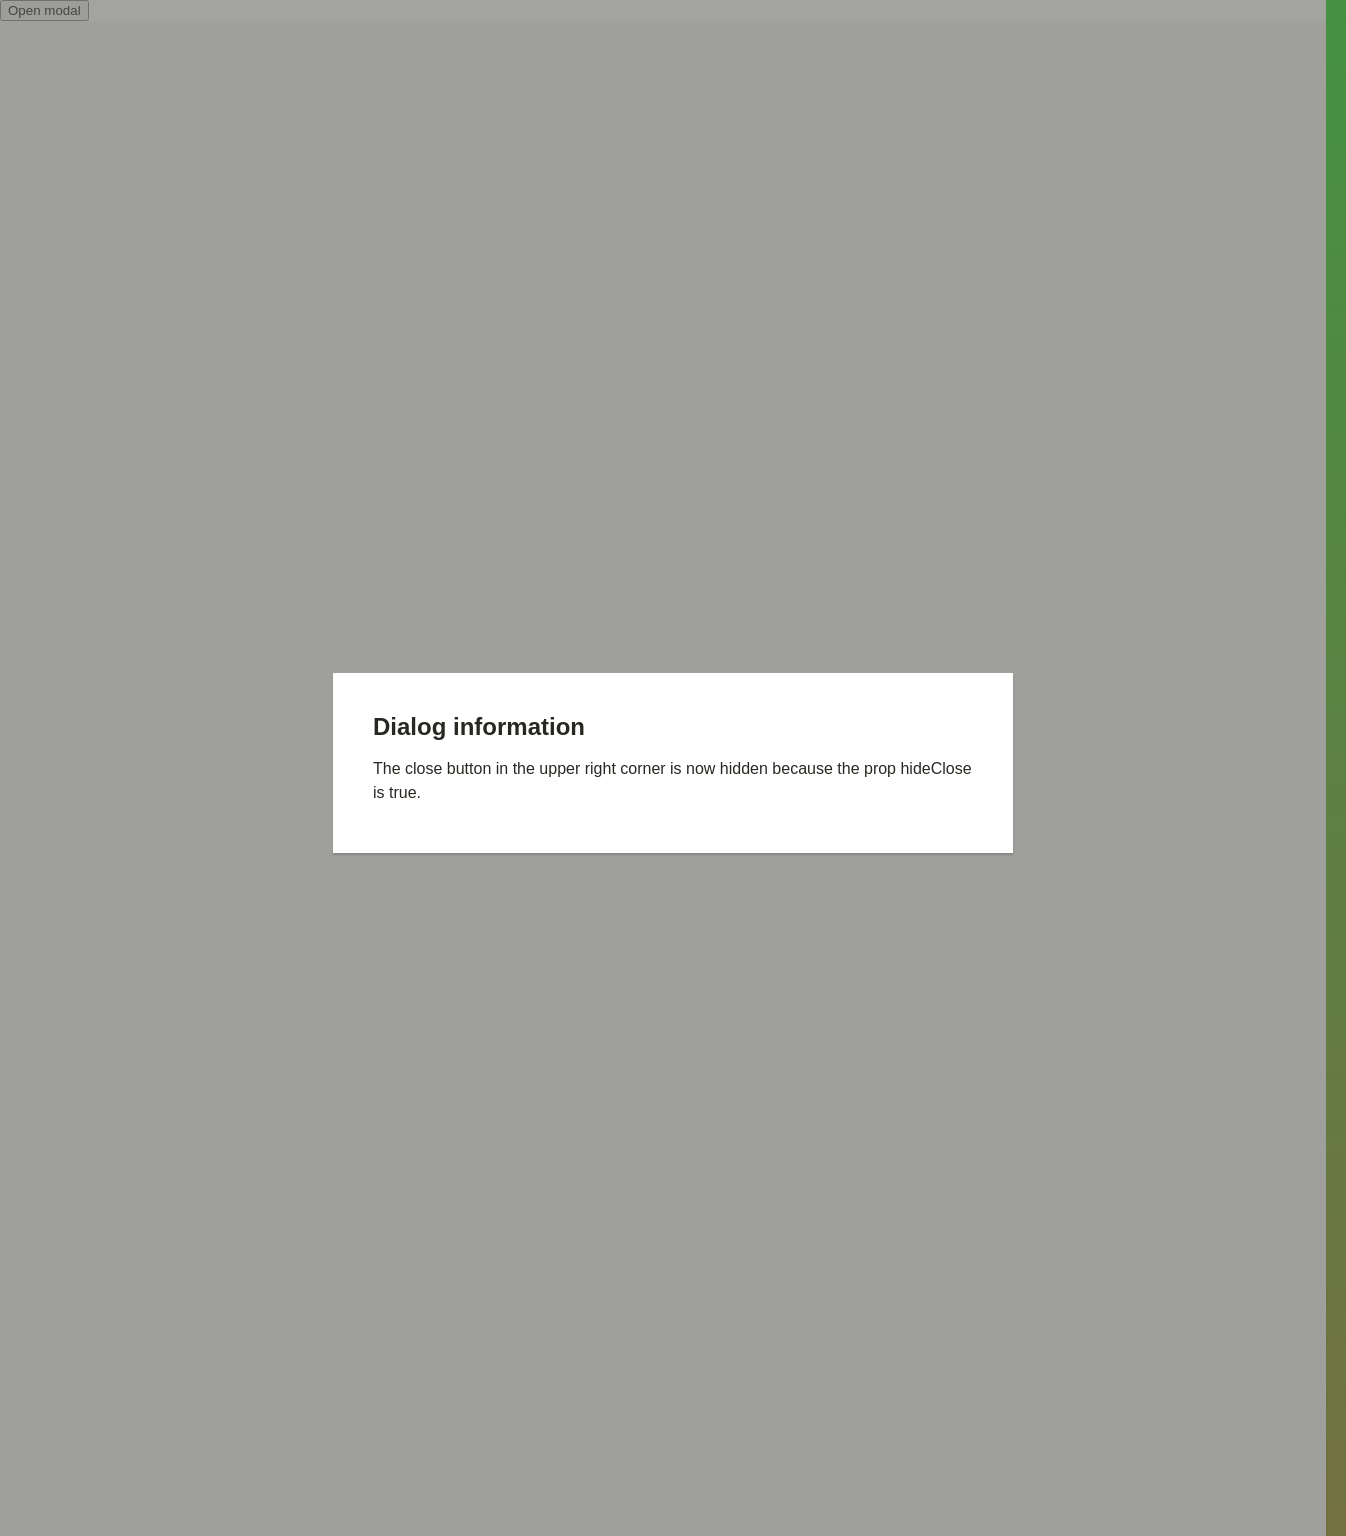 Open modal
Dialog information
The close button in the upper right corner is now hidden because the prop hideClose
is true.